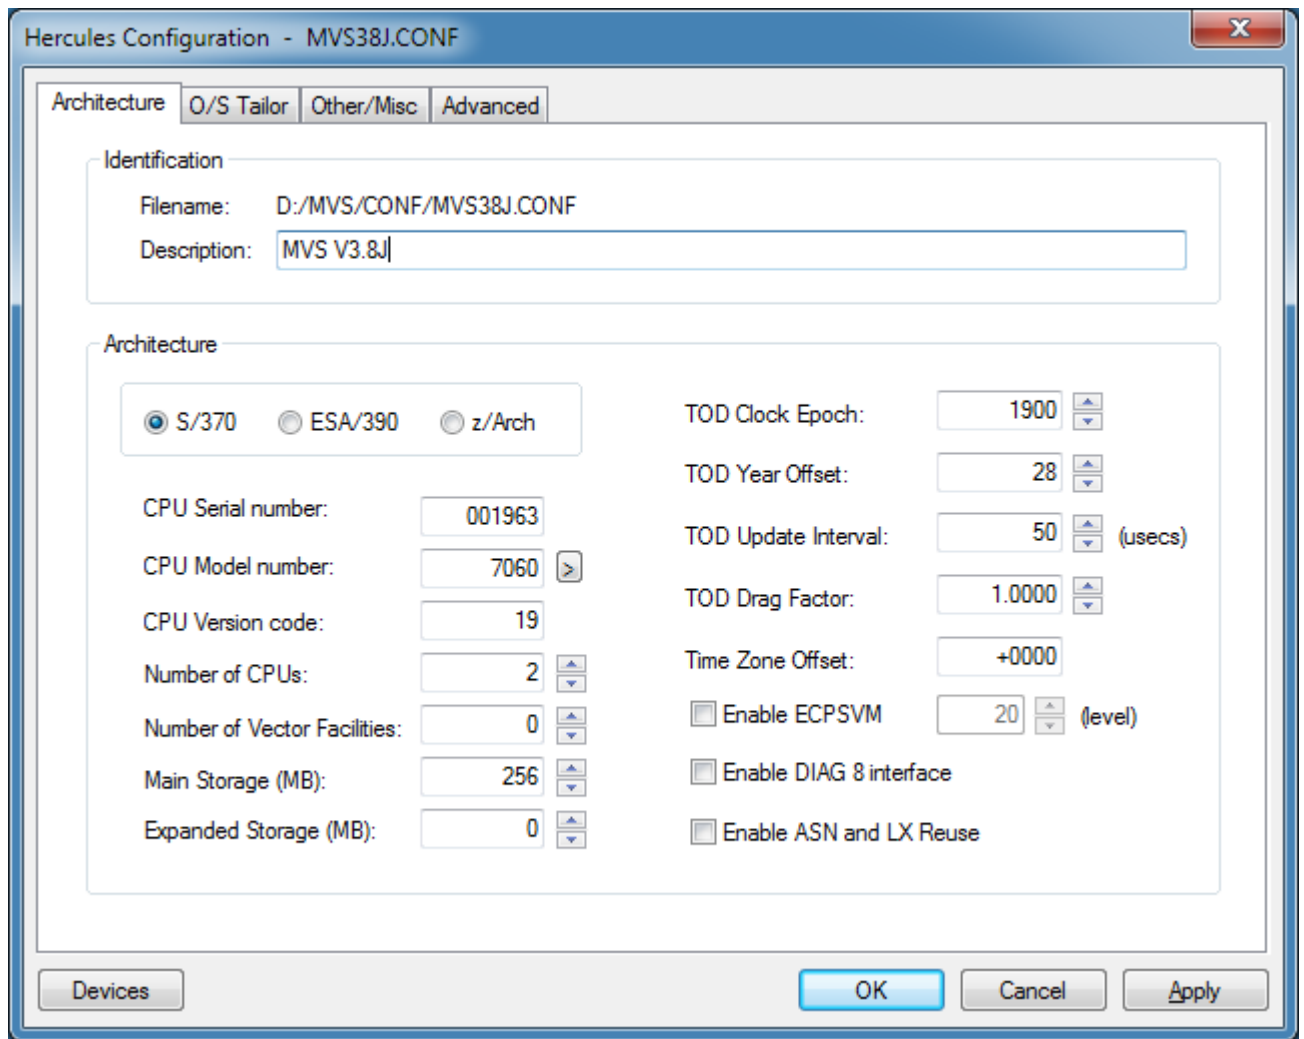 Hercules Configuration - MVS38J.CONF
X
Architecture O/S Tailor Other/Misc Advanced
Identification
Filename: D:/MVS/CONF/MVS38J.CONF
Description: MVS V3.8J
Architecture
S/370 ESA/390 z/Arch
CPU Serial number: 001963
CPU Model number: 7060 >
CPU Version code: 19
Number of CPUs: 2
Number of Vector Facilities: 0
Main Storage (MB): 256
Expanded Storage (MB): 0
TOD Clock Epoch: 1900
TOD Year Offset: 28
TOD Update Interval: 50 (usecs)
TOD Drag Factor: 1.0000
Time Zone Offset: +0000
Enable ECPSVM 20 (level)
Enable DIAG 8 interface
Enable ASN and LX Reuse
Devices OK Cancel Apply